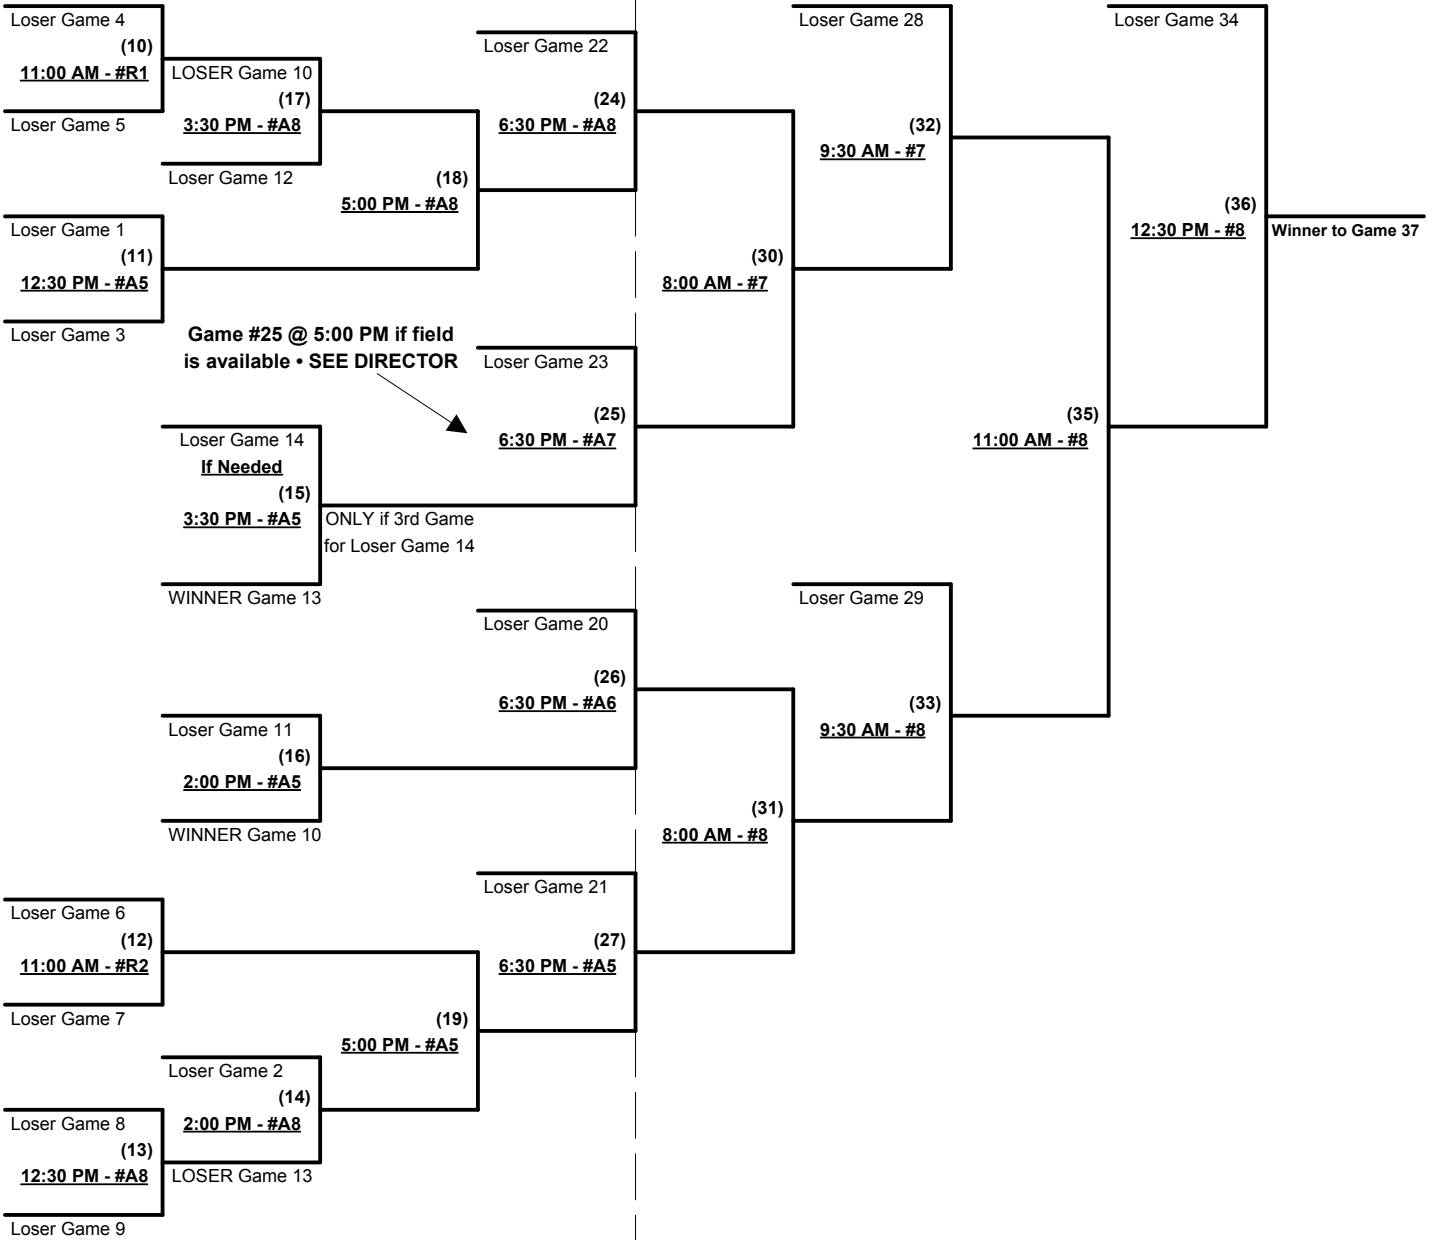 Loser Game 4
(10)
11:00 AM - #R1
Loser Game 5
LOSER Game 10
(17)
3:30 PM - #A8
Loser Game 12
Loser Game 1
(11)
12:30 PM - #A5
Loser Game 3
(18)
5:00 PM - #A8
Loser Game 22
(24)
6:30 PM - #A8
Game #25 @ 5:00 PM if field
is available • SEE DIRECTOR
Loser Game 23
(25)
6:30 PM - #A7
Loser Game 14
If Needed
(15)
3:30 PM - #A5
WINNER Game 13
ONLY if 3rd Game
for Loser Game 14
(30)
8:00 AM - #7
Loser Game 28
(32)
9:30 AM - #7
Loser Game 34
(36)
12:30 PM - #8
Winner to Game 37
(35)
11:00 AM - #8
Loser Game 20
(26)
6:30 PM - #A6
Loser Game 11
(16)
2:00 PM - #A5
WINNER Game 10
Loser Game 29
(33)
9:30 AM - #8
(31)
8:00 AM - #8
Loser Game 21
(27)
6:30 PM - #A5
Loser Game 6
(12)
11:00 AM - #R2
Loser Game 7
(19)
5:00 PM - #A5
Loser Game 2
(14)
2:00 PM - #A8
LOSER Game 13
Loser Game 8
(13)
12:30 PM - #A8
Loser Game 9